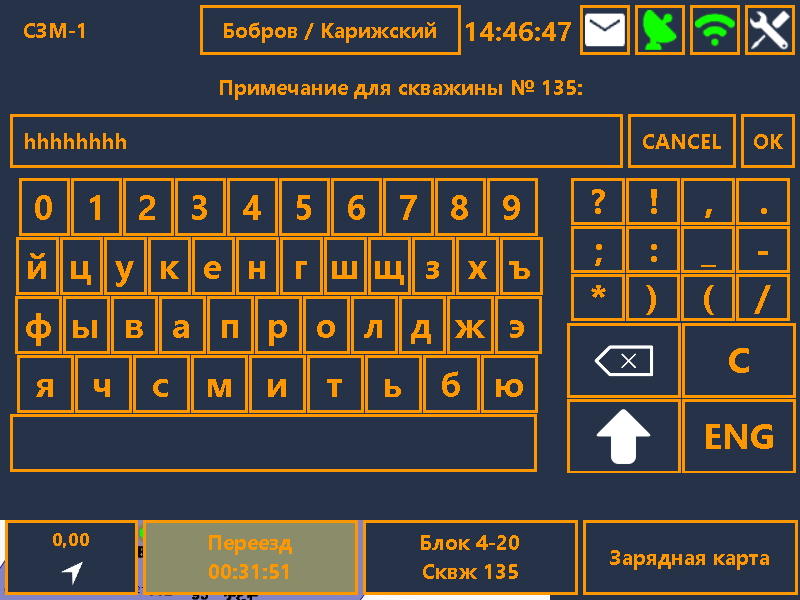 СЗМ-1
Бобров / Карижский
14:46:47
Примечание для скважины № 135:
hhhhhhhh
CANCEL
OK
0 1 2 3 4 5 6 7 8 9
? ! , .
й ц у к е н г ш щ з х ъ
; : _ -
ф ы в а п р о л д ж э
* ) ( /
я ч с м и т ь б ю
C
ENG
0,00
Переезд
00:31:51
Блок 4-20
Сквж 135
Зарядная карта